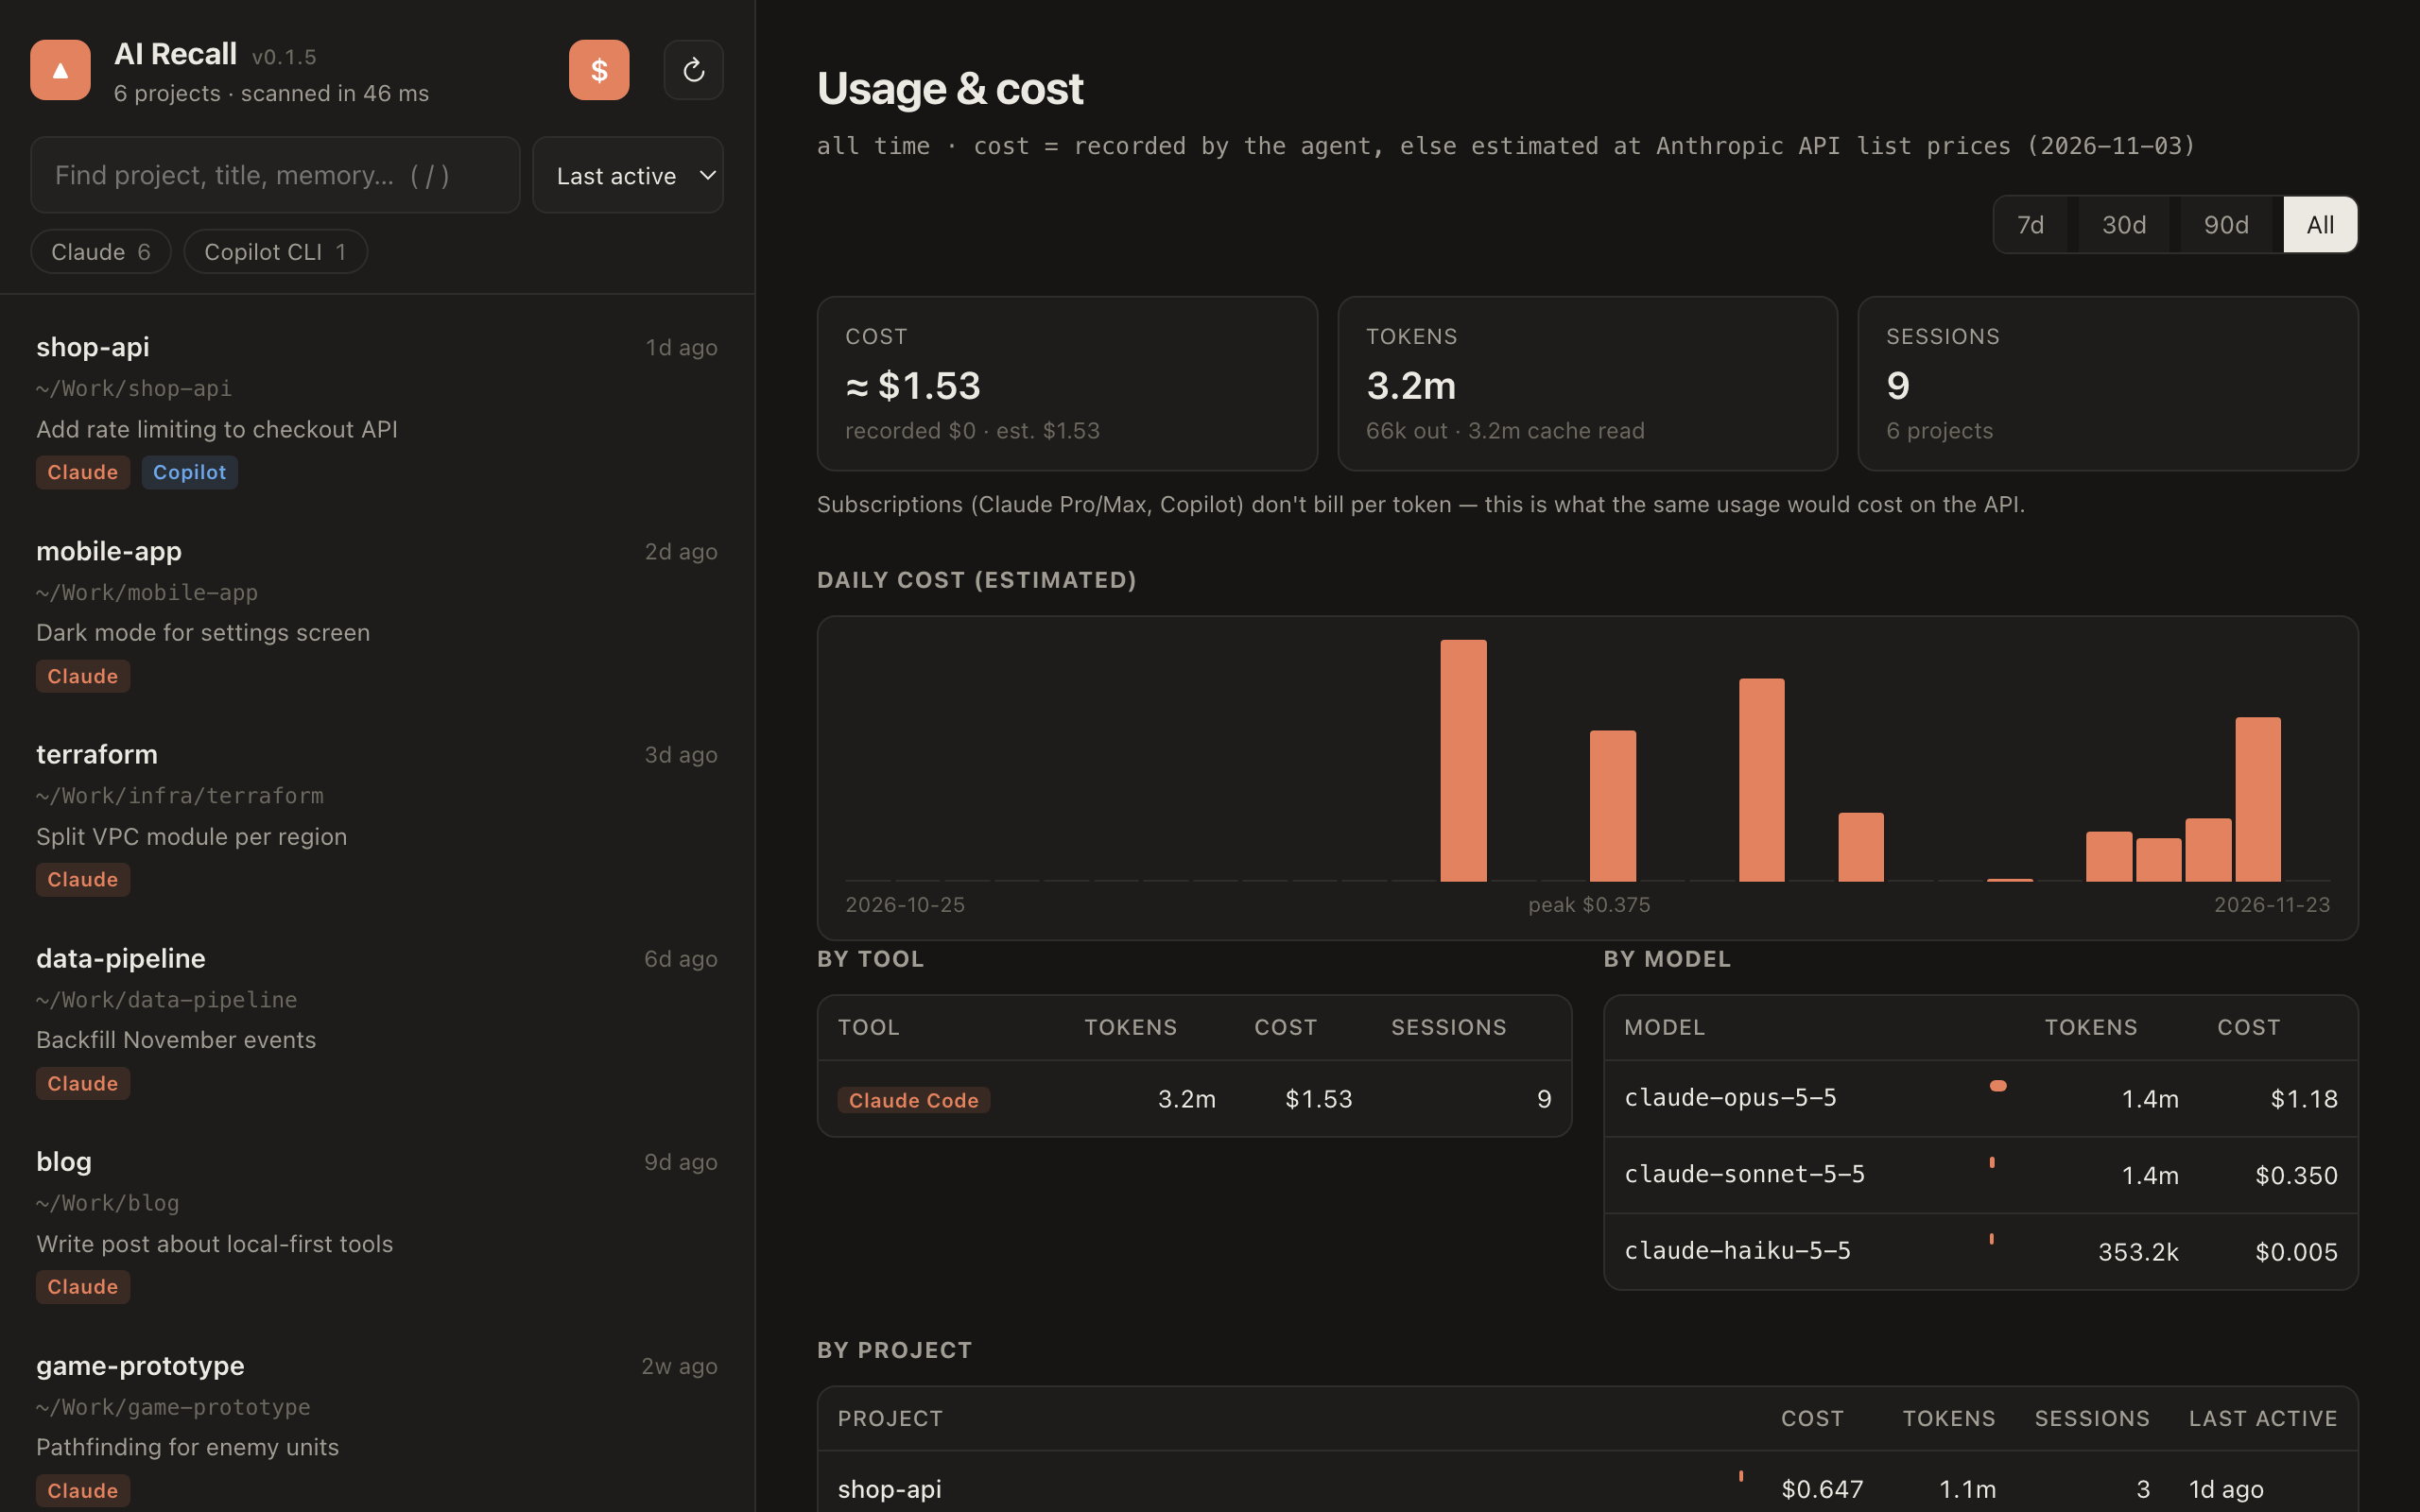 AI Recall v0.1.5
6 projects · scanned in 46 ms
$
Find project, title, memory... ( / )
Last active
Claude 6
Copilot CLI 1
shop-api 1d ago
~/Work/shop-api
Add rate limiting to checkout API
Claude Copilot
mobile-app 2d ago
~/Work/mobile-app
Dark mode for settings screen
Claude
terraform 3d ago
~/Work/infra/terraform
Split VPC module per region
Claude
data-pipeline 6d ago
~/Work/data-pipeline
Backfill November events
Claude
blog 9d ago
~/Work/blog
Write post about local-first tools
Claude
game-prototype 2w ago
~/Work/game-prototype
Pathfinding for enemy units
Claude
Usage & cost
all time · cost = recorded by the agent, else estimated at Anthropic API list prices (2026-11-03)
7d 30d 90d All
COST
≈ $1.53
recorded $0 · est. $1.53
TOKENS
3.2m
66k out · 3.2m cache read
SESSIONS
9
6 projects
Subscriptions (Claude Pro/Max, Copilot) don't bill per token — this is what the same usage would cost on the API.
DAILY COST (ESTIMATED)
2026-10-25 peak $0.375 2026-11-23
BY TOOL
TOOL TOKENS COST SESSIONS
Claude Code 3.2m $1.53 9
BY MODEL
MODEL TOKENS COST
claude-opus-5-5 1.4m $1.18
claude-sonnet-5-5 1.4m $0.350
claude-haiku-5-5 353.2k $0.005
BY PROJECT
PROJECT COST TOKENS SESSIONS LAST ACTIVE
shop-api $0.647 1.1m 3 1d ago